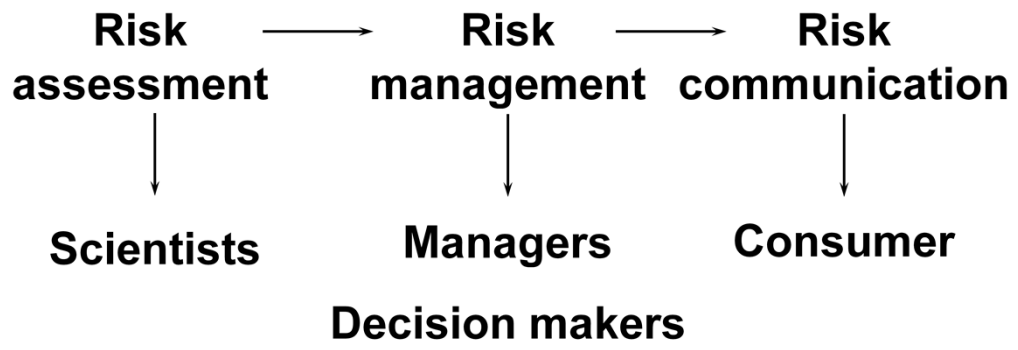 Risk assessment
Risk management
Risk communication
Scientists
Managers
Consumer
Decision makers